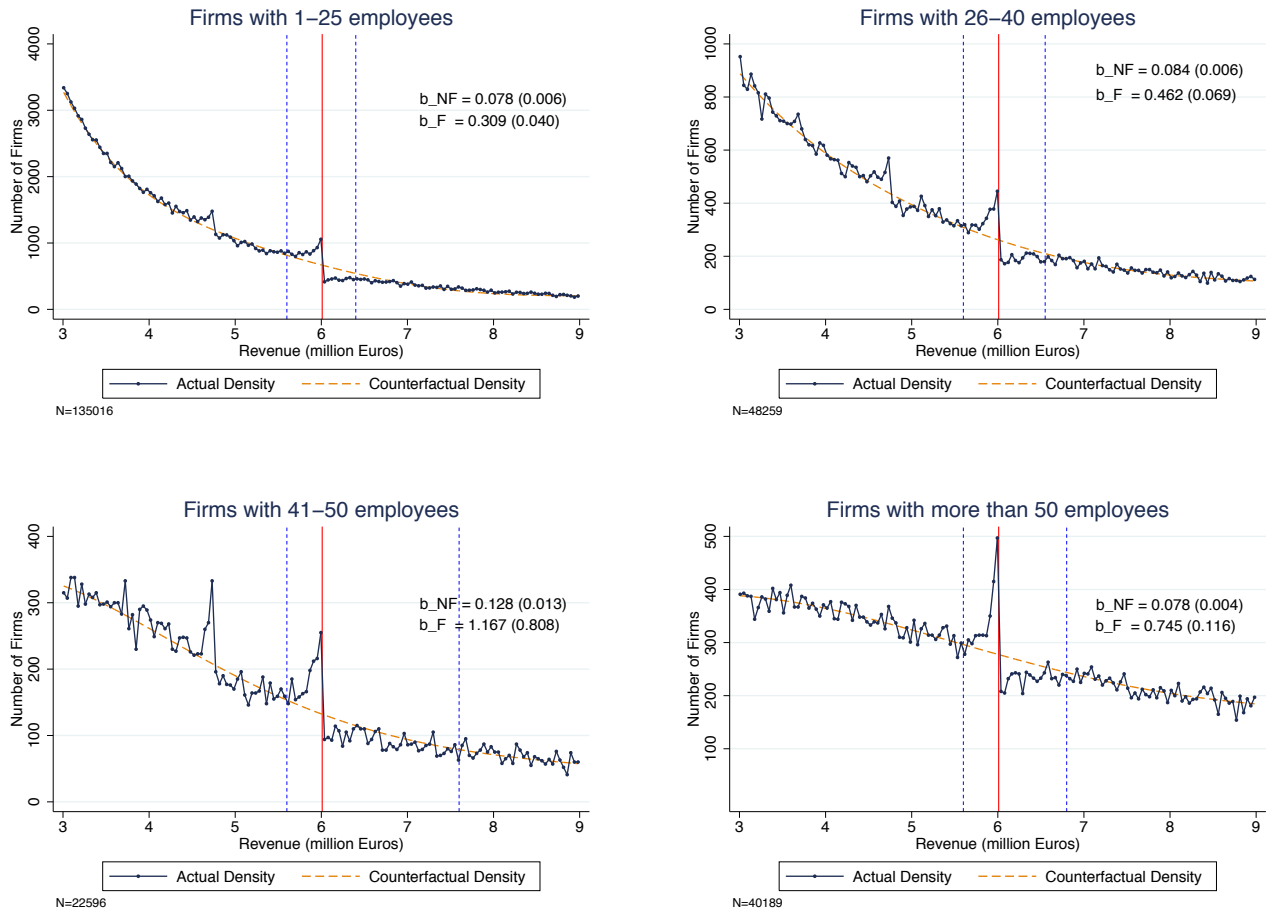 Firms with 1−25 employees
Number of Firms
0 1000 2000 3000 4000
b_NF = 0.078 (0.006)
b_F = 0.309 (0.040)
3 4 5 6 7 8 9
Revenue (million Euros)
Actual Density Counterfactual Density
N=135016
Firms with 26−40 employees
Number of Firms
0 200 400 600 800 1000
b_NF = 0.084 (0.006)
b_F = 0.462 (0.069)
3 4 5 6 7 8 9
Revenue (million Euros)
Actual Density Counterfactual Density
N=48259
Firms with 41−50 employees
Number of Firms
0 100 200 300 400
b_NF = 0.128 (0.013)
b_F = 1.167 (0.808)
3 4 5 6 7 8 9
Revenue (million Euros)
Actual Density Counterfactual Density
N=22596
Firms with more than 50 employees
Number of Firms
100 200 300 400 500
b_NF = 0.078 (0.004)
b_F = 0.745 (0.116)
3 4 5 6 7 8 9
Revenue (million Euros)
Actual Density Counterfactual Density
N=40189